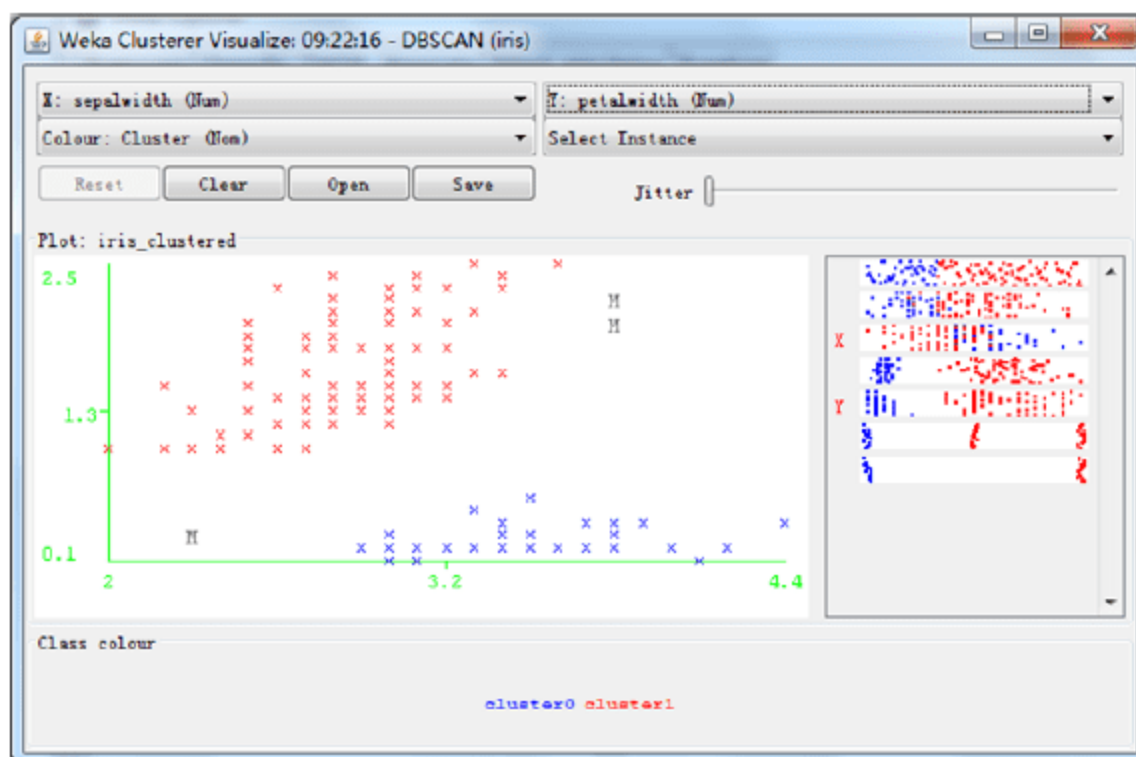 Weka Clusterer Visualize: 09:22:16 - DBSCAN (iris)
X: sepalwidth (Num)
Y: petalwidth (Num)
Colour: Cluster (Nom)
Select Instance
Reset
Clear
Open
Save
Jitter
Plot: iris_clustered
2.5
M
M
X
1.3
Y
M
0.1
2
3.2
4.4
Class colour
cluster0 cluster1